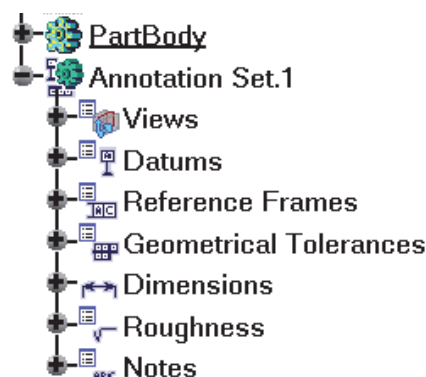 PartBody
Annotation Set.1
Views
Datums
Reference Frames
Geometrical Tolerances
Dimensions
Roughness
Notes